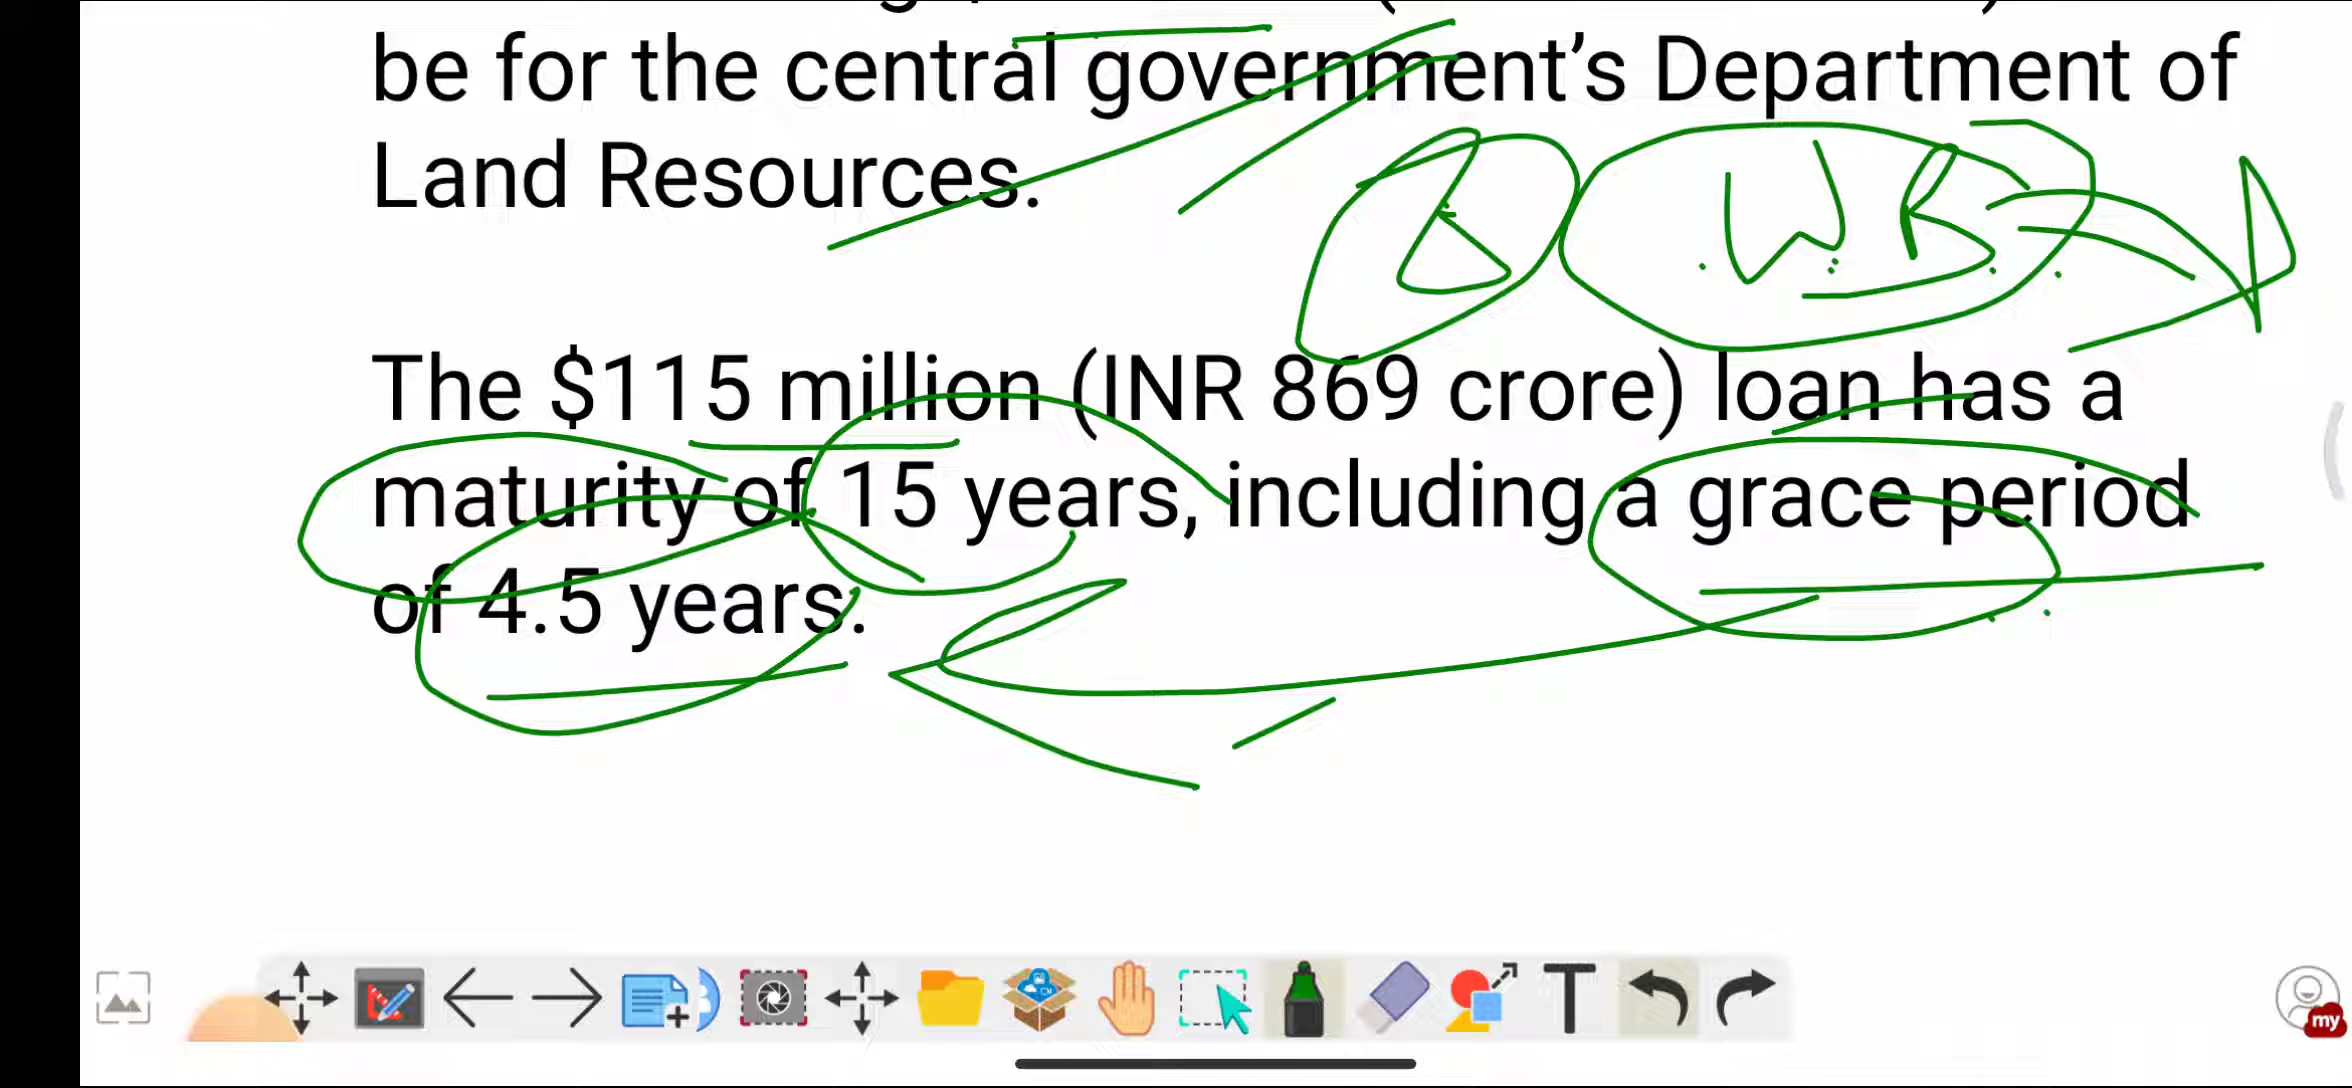 be for the central government’s Department of
Land Resources.
WB
The $115 million (INR 869 crore) loan has a
maturity of 15 years, including a grace period
of 4.5 years.
my